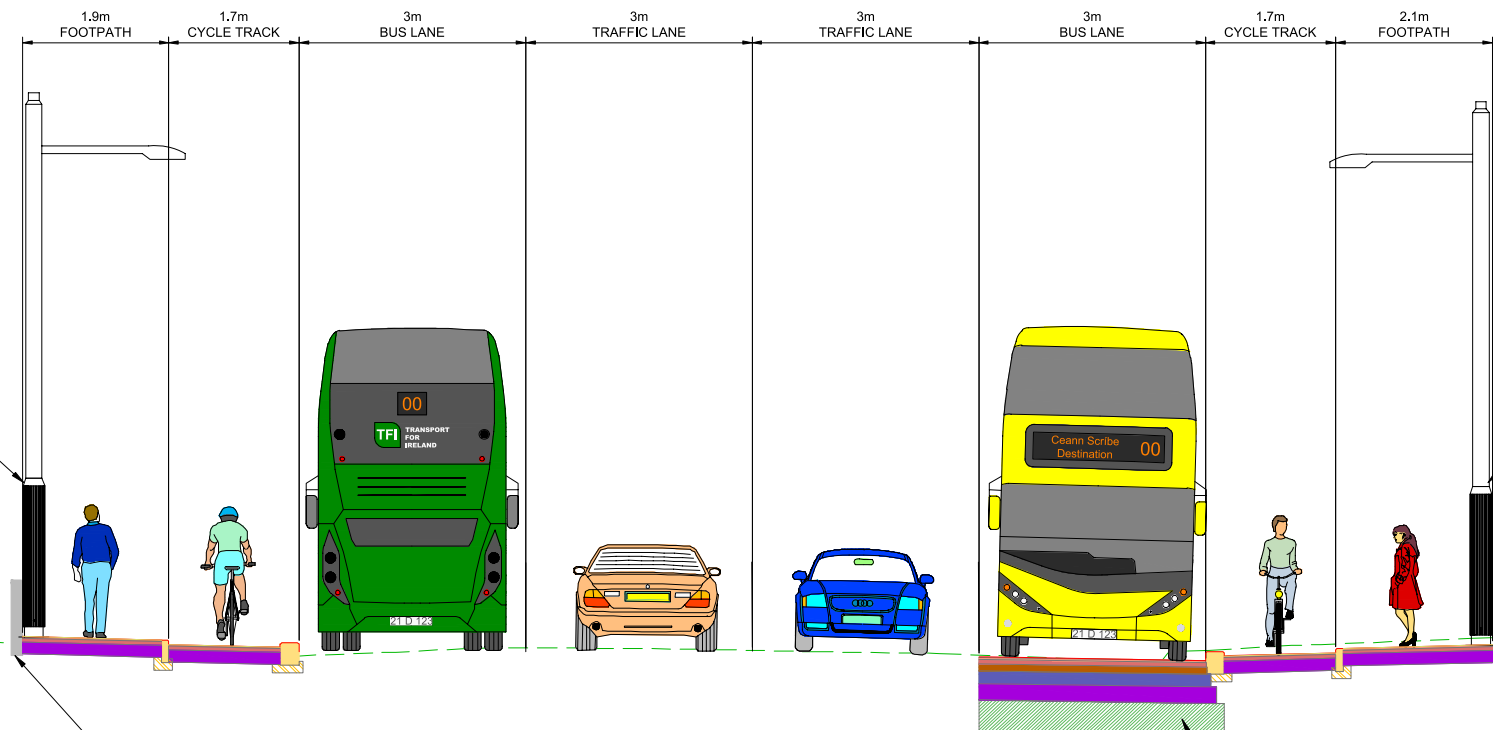 1.9m
FOOTPATH
1.7m
CYCLE TRACK
3m
BUS LANE
3m
TRAFFIC LANE
3m
TRAFFIC LANE
3m
BUS LANE
1.7m
CYCLE TRACK
2.1m
FOOTPATH
00
TFI
TRANSPORT
FOR
IRELAND
21 D 123
Ceann Scríbe
Destination
00
21 D 123